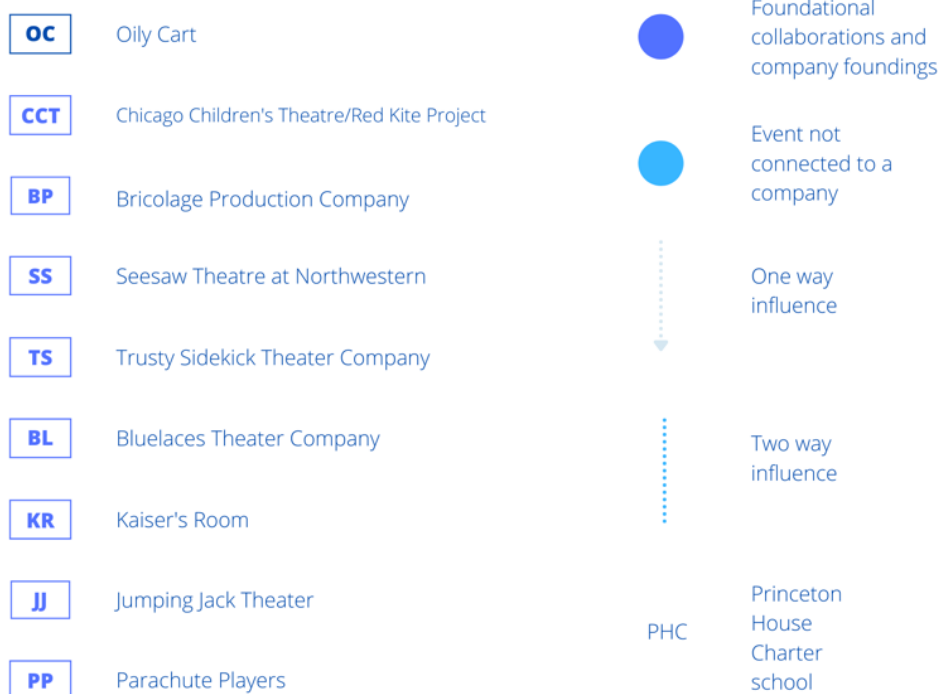 OC Oily Cart
CCT Chicago Children's Theatre/Red Kite Project
BP Bricolage Production Company
SS Seesaw Theatre at Northwestern
TS Trusty Sidekick Theater Company
BL Bluelaces Theater Company
KR Kaiser's Room
JJ Jumping Jack Theater
PP Parachute Players
Foundational
collaborations and
company foundings
Event not
connected to a
company
One way
influence
Two way
influence
PHC
Princeton
House
Charter
school